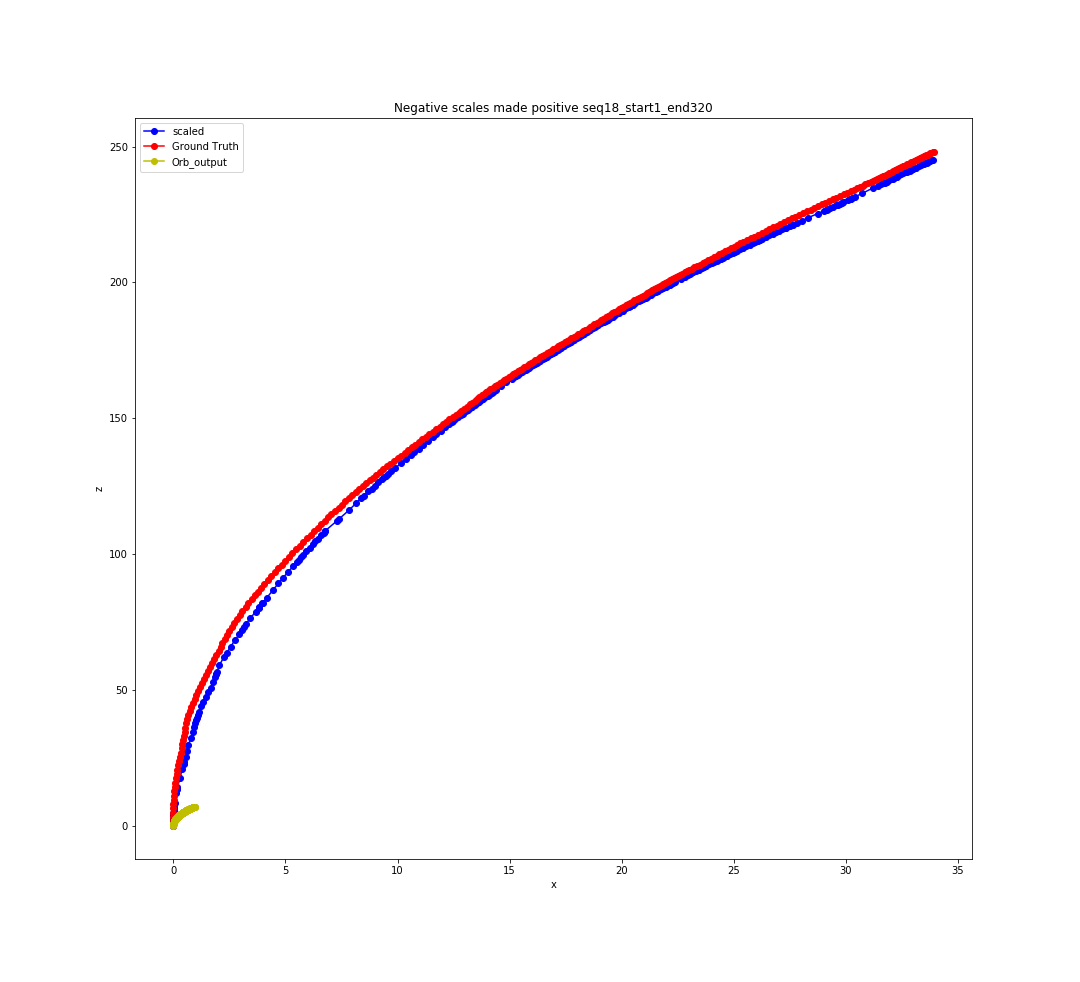 Negative scales made positive seq18_start1_end320
scaled
Ground Truth
Orb_output
250
200
150
100
50
0
z
0 5 10 15 20 25 30 35
x